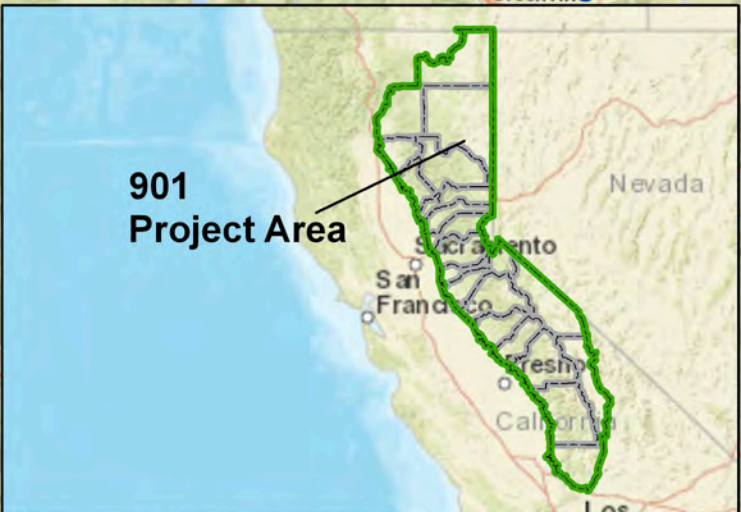 901
Project Area
Nevada
Sacramento
San
Francisco
Fresno
California
Los